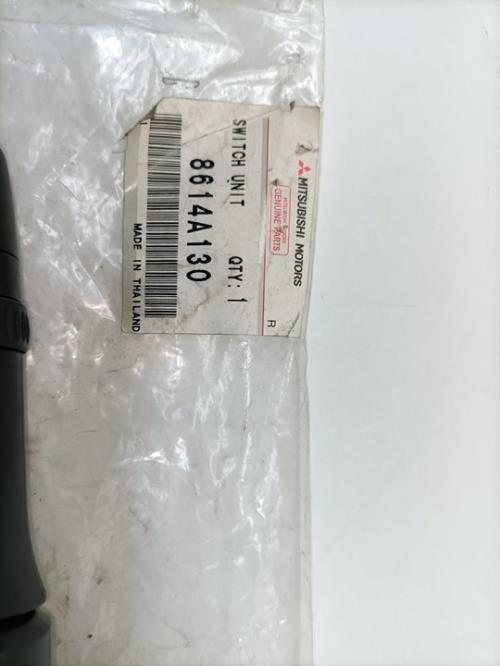 MITSUBISHI MOTORS
GENUINE PARTS
R
SWITCH UNIT QTY: 1
8614A130
MADE IN THAILAND